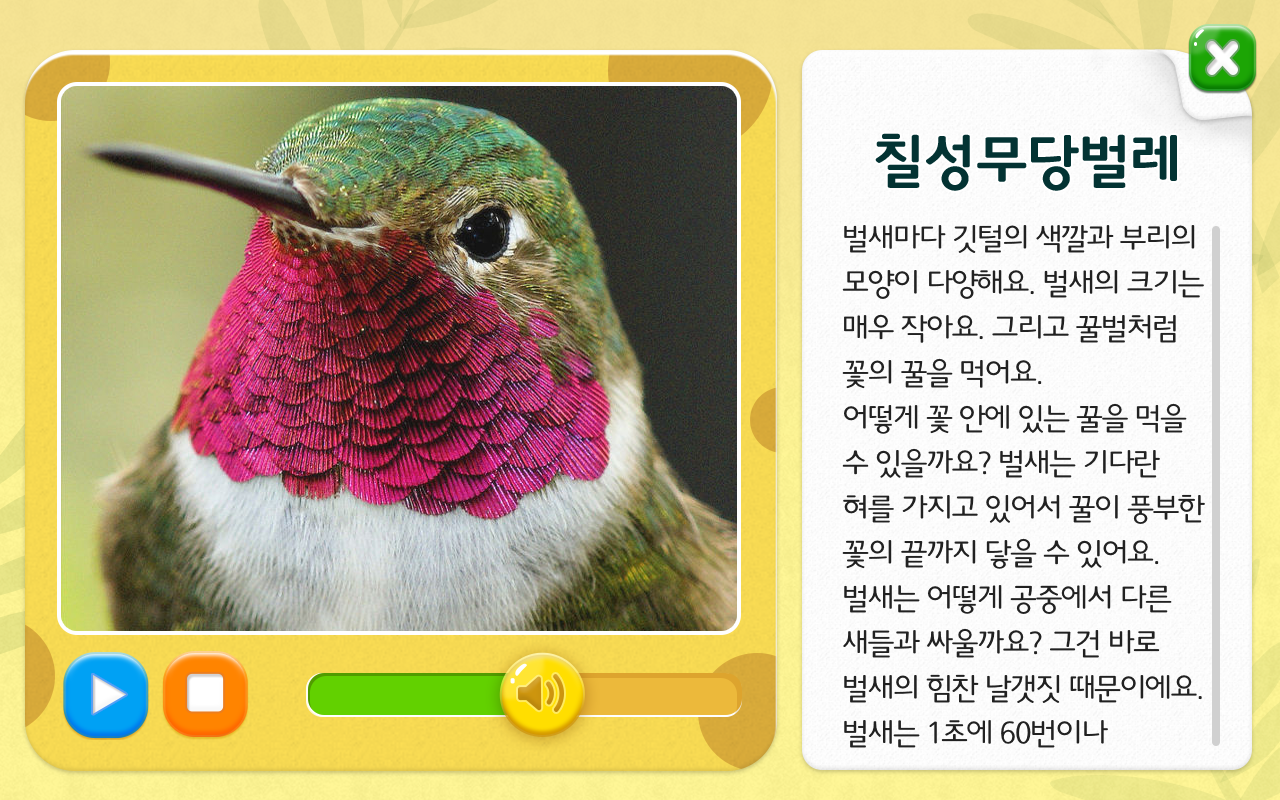 칠성무당벌레
벌새마다 깃털의 색깔과 부리의
모양이 다양해요. 벌새의 크기는
매우 작아요. 그리고 꿀벌처럼
꽃의 꿀을 먹어요.
어떻게 꽃 안에 있는 꿀을 먹을
수 있을까요? 벌새는 기다란
혀를 가지고 있어서 꿀이 풍부한
꽃의 끝까지 닿을 수 있어요.
벌새는 어떻게 공중에서 다른
새들과 싸울까요? 그건 바로
벌새의 힘찬 날갯짓 때문이에요.
벌새는 1초에 60번이나